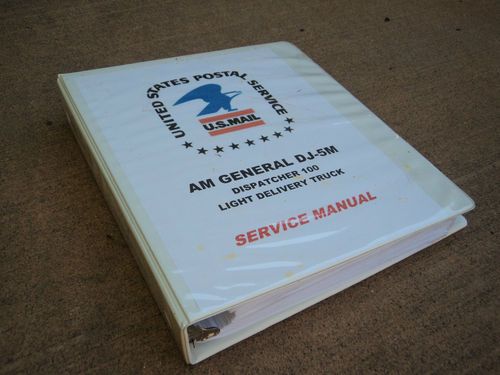 UNITED STATES POSTAL SERVICE
U.S.MAIL
AM GENERAL DJ-5M
DISPATCHER 100
LIGHT DELIVERY TRUCK
SERVICE MANUAL